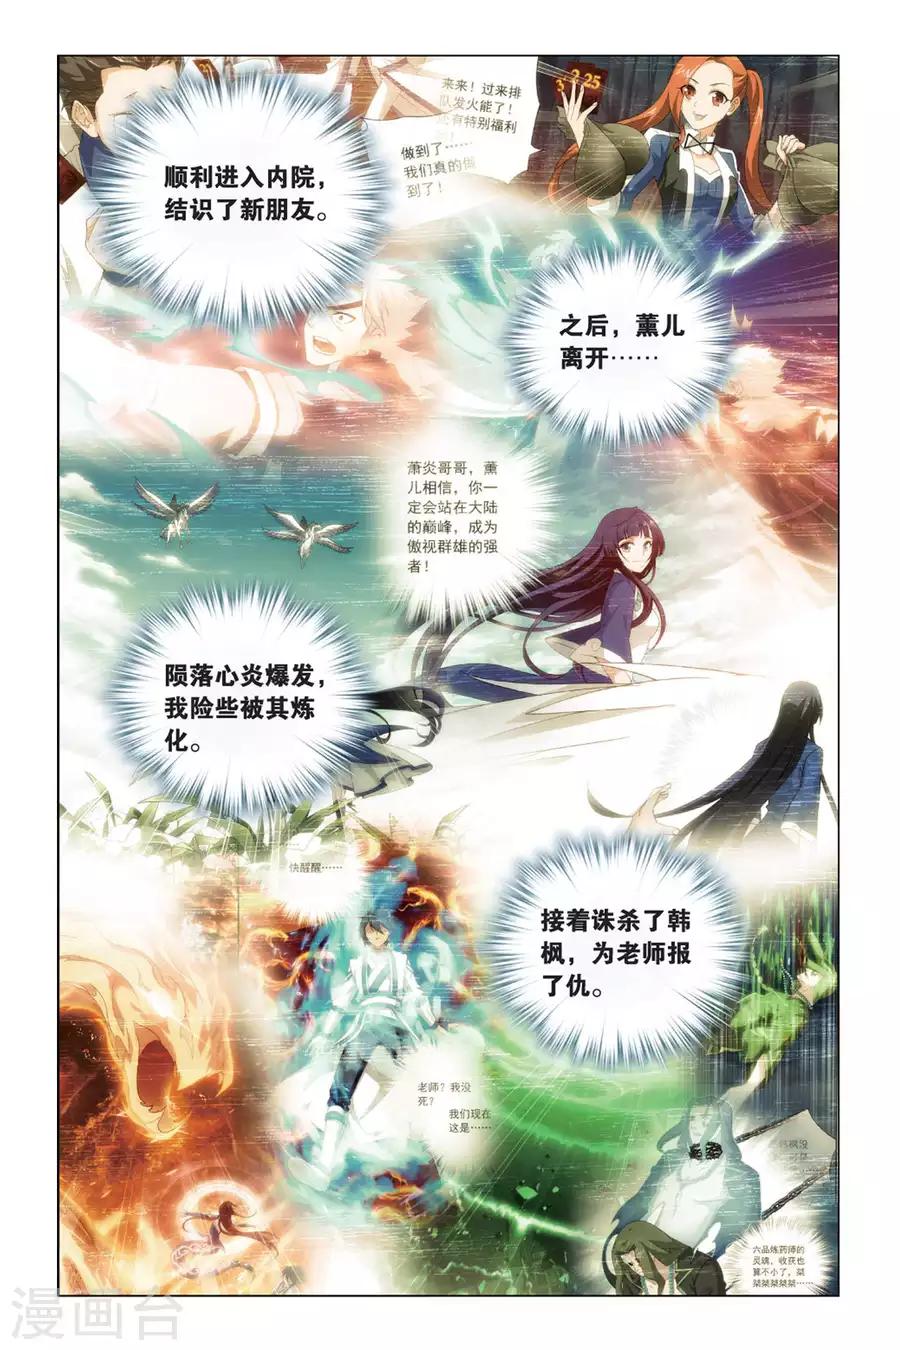 来来！过来排
队发火能了！
还有特别福利
做到了……
我们真的做
到了！
3 2 25
顺利进入内院，
结识了新朋友。
之后，薰儿
离开……
萧炎哥哥，薰
儿相信，你一
定会站在大陆
的巅峰，成为
傲视群雄的强
者！
陨落心炎爆发，
我险些被其炼
化。
快醒醒……
接着诛杀了韩
枫，为老师报
了仇。
老师？我没
死？
我们现在
这是……
枫没
六品炼药师的
灵魂，收获也
算不小了，桀
桀桀桀桀桀……
漫画台